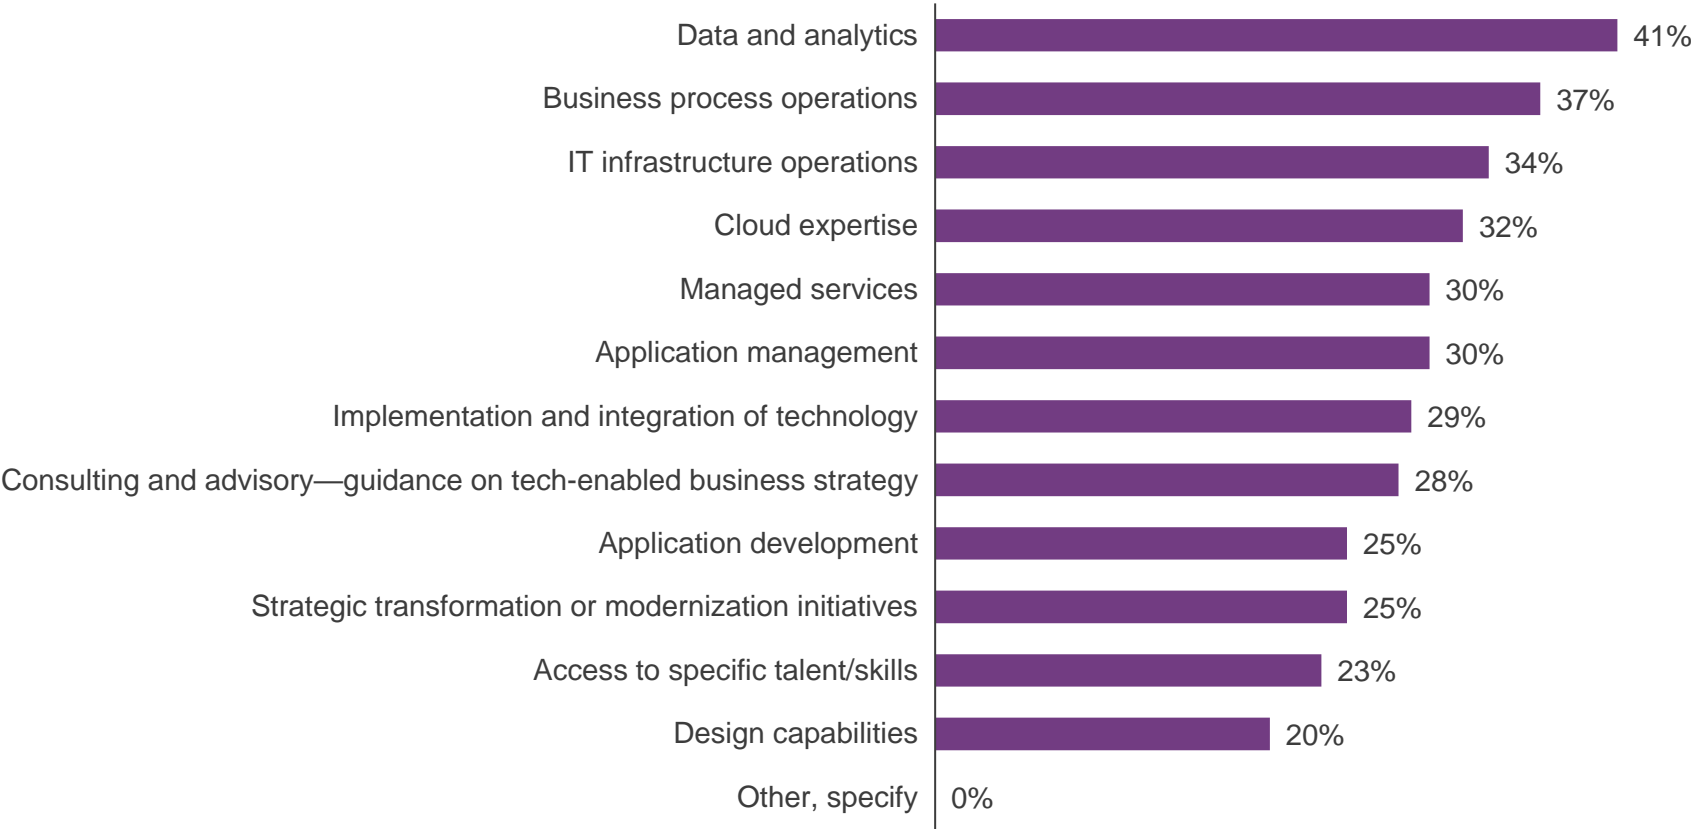 Data and analytics 41%
Business process operations 37%
IT infrastructure operations 34%
Cloud expertise 32%
Managed services 30%
Application management 30%
Implementation and integration of technology 29%
Consulting and advisory—guidance on tech-enabled business strategy 28%
Application development 25%
Strategic transformation or modernization initiatives 25%
Access to specific talent/skills 23%
Design capabilities 20%
Other, specify 0%